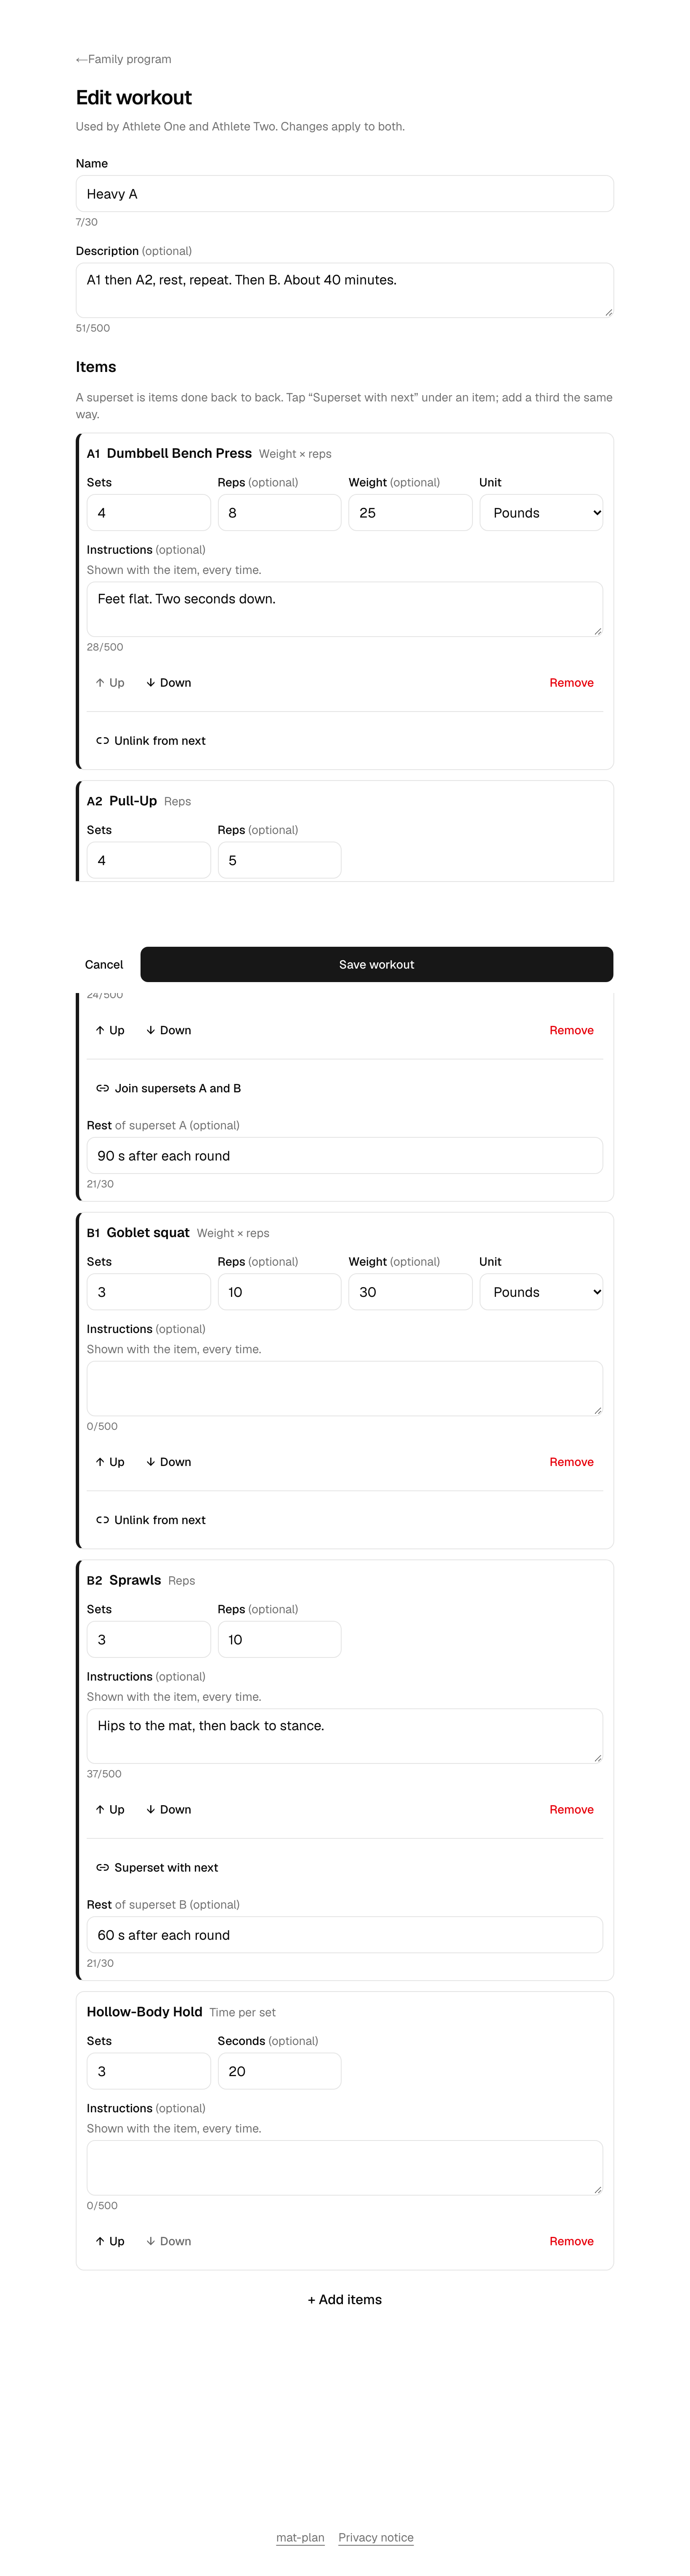 ←Family program
Edit workout
Used by Athlete One and Athlete Two. Changes apply to both.
Name
Heavy A
7/30
Description (optional)
A1 then A2, rest, repeat. Then B. About 40 minutes.
51/500
Items
A superset is items done back to back. Tap “Superset with next” under an item; add a third the same
way.
A1 Dumbbell Bench Press Weight × reps
Sets Reps (optional) Weight (optional) Unit
4 8 25 Pounds
Instructions (optional)
Shown with the item, every time.
Feet flat. Two seconds down.
28/500
↑ Up ↓ Down Remove
Unlink from next
A2 Pull-Up Reps
Sets Reps (optional)
4 5
Cancel Save workout
24/500
↑ Up ↓ Down Remove
Join supersets A and B
Rest of superset A (optional)
90 s after each round
21/30
B1 Goblet squat Weight × reps
Sets Reps (optional) Weight (optional) Unit
3 10 30 Pounds
Instructions (optional)
Shown with the item, every time.
0/500
↑ Up ↓ Down Remove
Unlink from next
B2 Sprawls Reps
Sets Reps (optional)
3 10
Instructions (optional)
Shown with the item, every time.
Hips to the mat, then back to stance.
37/500
↑ Up ↓ Down Remove
Superset with next
Rest of superset B (optional)
60 s after each round
21/30
Hollow-Body Hold Time per set
Sets Seconds (optional)
3 20
Instructions (optional)
Shown with the item, every time.
0/500
↑ Up ↓ Down Remove
+ Add items
mat-plan Privacy notice